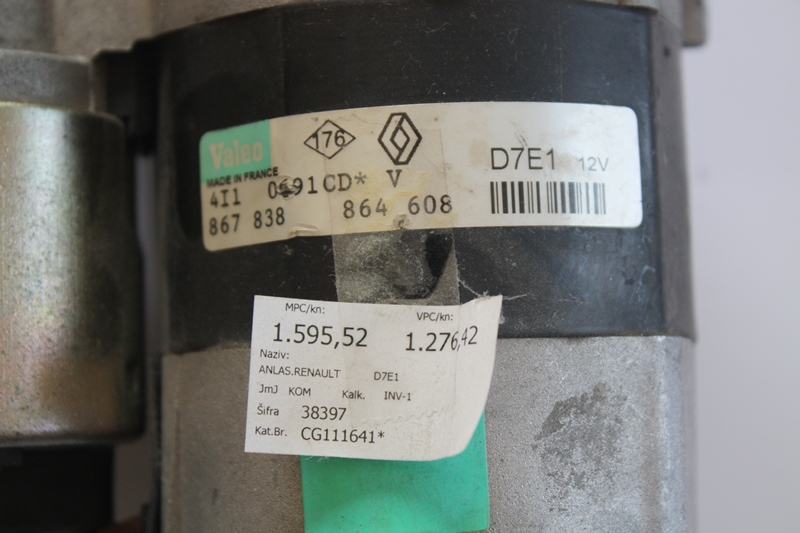 Valeo
176
D7E1 12V
MADE IN FRANCE
4I1 0691CD* V
867 838 864 608
MPC/kn: VPC/kn:
1.595,52 1.276,42
Naziv:
ANLAS.RENAULT D7E1
JmJ KOM Kalk. INV-1
Šifra 38397
Kat.Br. CG111641*